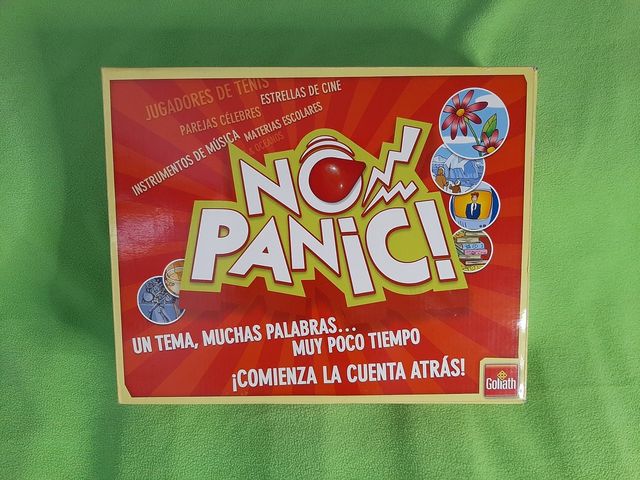 JUGADORES DE TENIS
ESTRELLAS DE CINE
PAREJAS CÉLEBRES
MATERIAS ESCOLARES
INSTRUMENTOS DE MÚSICA
OCÉANOS
NO
PANIC!
UN TEMA, MUCHAS PALABRAS...
MUY POCO TIEMPO
¡COMIENZA LA CUENTA ATRÁS!
Goliath